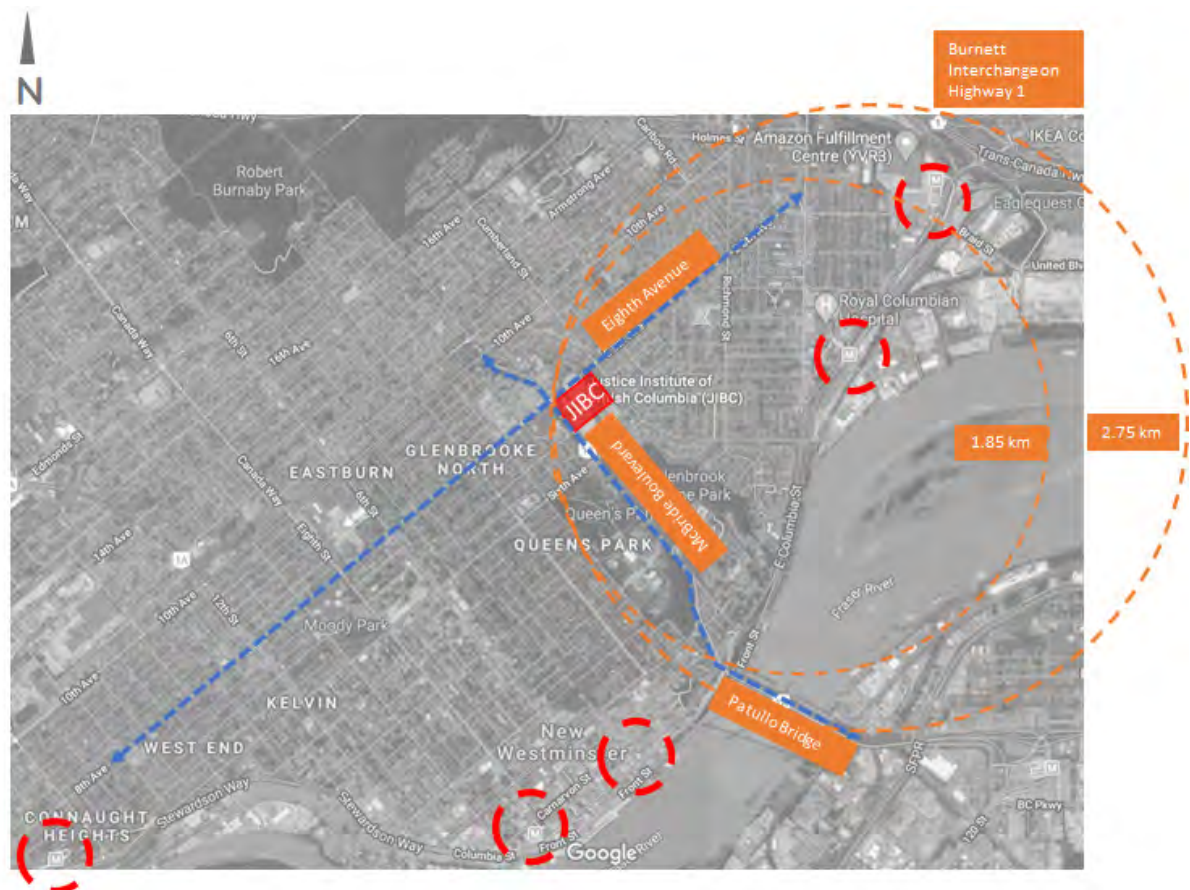 Burnett
Interchange on
Highway 1
N
Robert
Burnaby Park
Holmes St
Cariboo Rd
Amazon Fulfillment
Centre (YVR3)
1
IKEA Co
Trans-Canada Hwy
M
Eaglequest G
Armstrong Ave
16th Ave
10th Ave
Cumberland St
Braid St
United Blv
Canada Way
Eighth Avenue
Richmond St
H
Royal Columbian
Hospital
M
6th St
16th Ave
10th Ave
JIBC
Justice Institute of
British Columbia (JIBC)
1.85 km
2.75 km
Edmonds St
Canada Way
EASTBURN
GLENBROOKE
NORTH
Sixth Ave
McBride Boulevard
Queen's P
QUEENS PARK
6th St
Eighth St
14th Ave
1A
10th Ave
12th St
Moody Park
E Columbia St
Fraser River
Front St
10th Ave
KELVIN
WEST END
8th Ave
Patullo Bridge
New
Westminster
SFPR
M
BC Pkwy
120 St
CONNAUGHT
HEIGHTS
M
Stewardson Way
Stewardson Way
Carnarvon St
Front St
M
Front St
Columbia St
Google
River